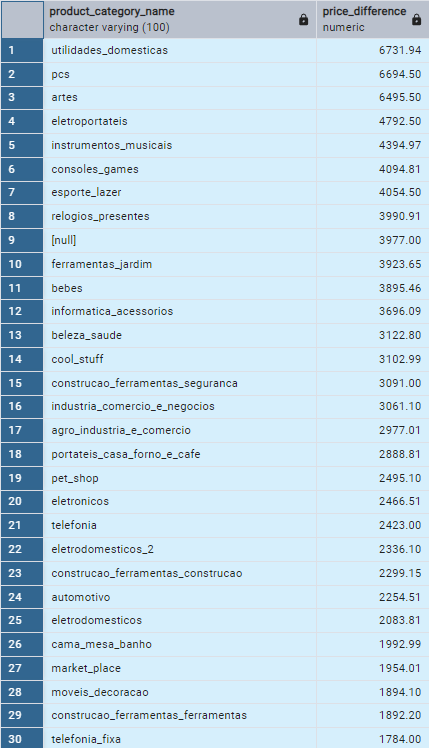 product_category_name price_difference
character varying (100) numeric
1 utilidades_domesticas 6731.94
2 pcs 6694.50
3 artes 6495.50
4 eletroportateis 4792.50
5 instrumentos_musicais 4394.97
6 consoles_games 4094.81
7 esporte_lazer 4054.50
8 relogios_presentes 3990.91
9 [null] 3977.00
10 ferramentas_jardim 3923.65
11 bebes 3895.46
12 informatica_acessorios 3696.09
13 beleza_saude 3122.80
14 cool_stuff 3102.99
15 construcao_ferramentas_seguranca 3091.00
16 industria_comercio_e_negocios 3061.10
17 agro_industria_e_comercio 2977.01
18 portateis_casa_forno_e_cafe 2888.81
19 pet_shop 2495.10
20 eletronicos 2466.51
21 telefonia 2423.00
22 eletrodomesticos_2 2336.10
23 construcao_ferramentas_construcao 2299.15
24 automotivo 2254.51
25 eletrodomesticos 2083.81
26 cama_mesa_banho 1992.99
27 market_place 1954.01
28 moveis_decoracao 1894.10
29 construcao_ferramentas_ferramentas 1892.20
30 telefonia_fixa 1784.00